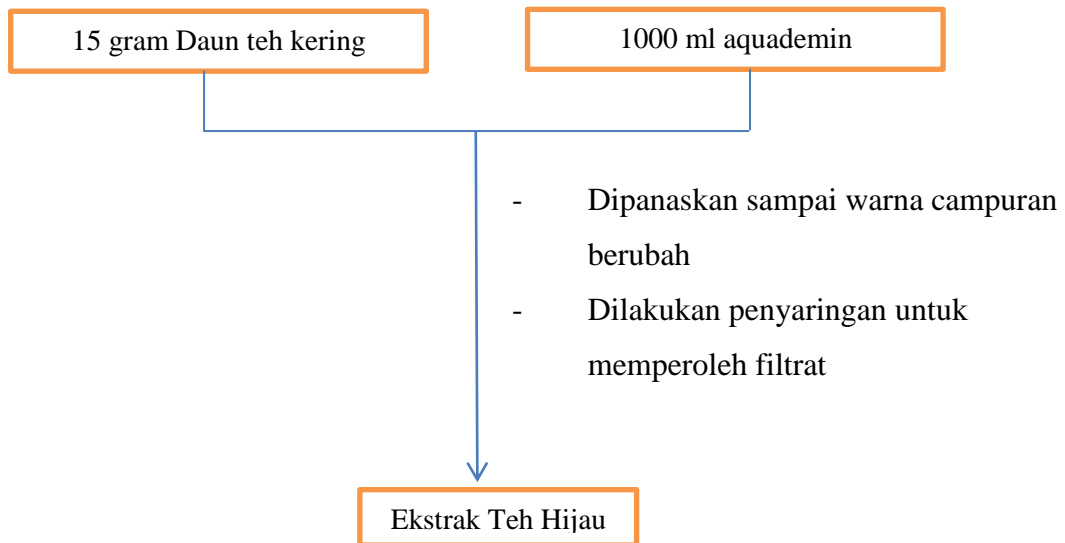 15 gram Daun teh kering
1000 ml aquademin
- Dipanaskan sampai warna campuran
berubah
- Dilakukan penyaringan untuk
memperoleh filtrat
Ekstrak Teh Hijau